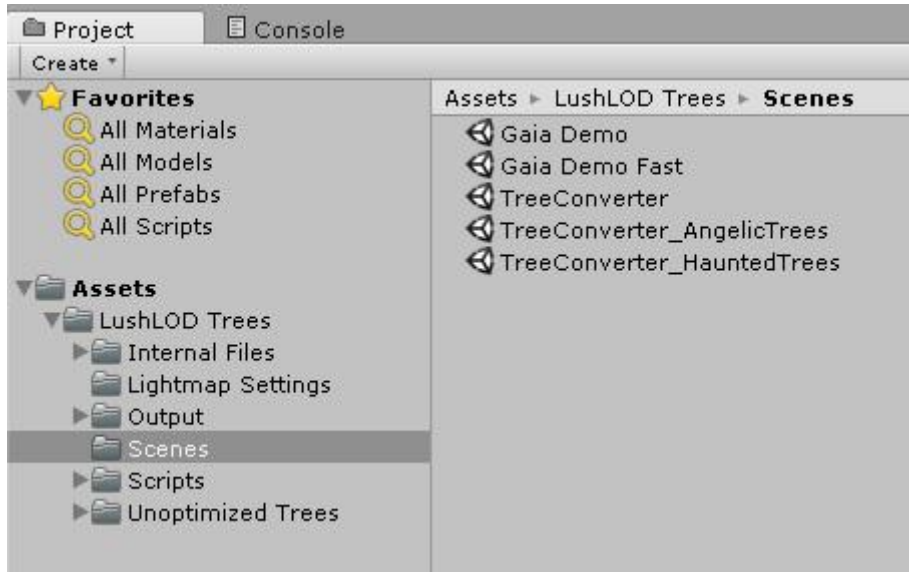 Project Console
Create
Favorites
All Materials
All Models
All Prefabs
All Scripts
Assets
LushLOD Trees
Internal Files
Lightmap Settings
Output
Scenes
Scripts
Unoptimized Trees
Assets LushLOD Trees Scenes
Gaia Demo
Gaia Demo Fast
TreeConverter
TreeConverter_AngelicTrees
TreeConverter_HauntedTrees